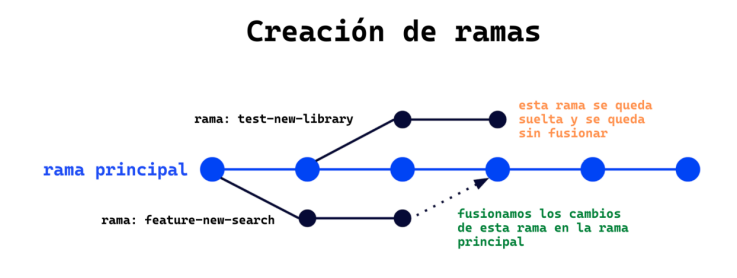 Creación de ramas
rama: test-new-library
esta rama se queda
suelta y se queda
sin fusionar
rama principal
rama: feature-new-search
fusionamos los cambios
de esta rama en la rama
principal